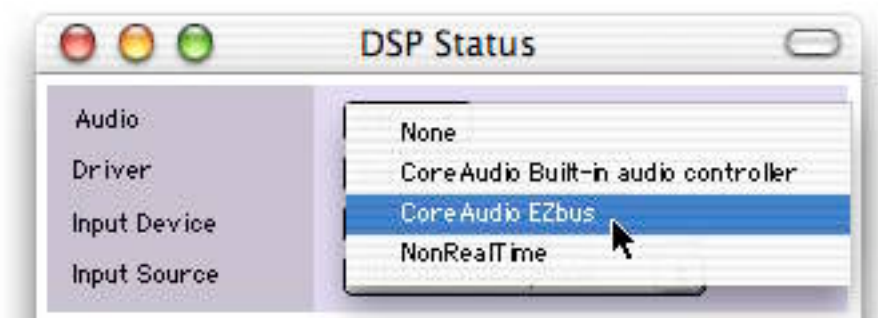 DSP Status
Audio
Driver
Input Device
Input Source
None
CoreAudio Built-in audio controller
CoreAudio EZbus
NonRealTime